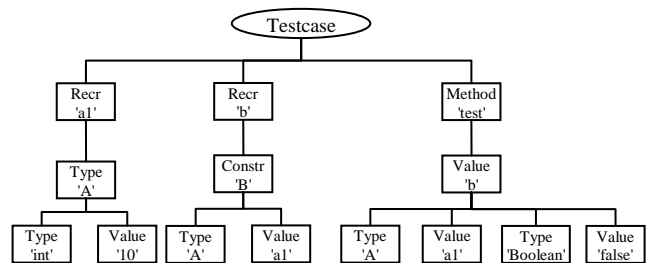 Testcase
Recr
'a1'
Recr
'b'
Method
'test'
Type
'A'
Constr
'B'
Value
'b'
Type
'int'
Value
'10'
Type
'A'
Value
'a1'
Type
'A'
Value
'a1'
Type
'Boolean'
Value
'false'